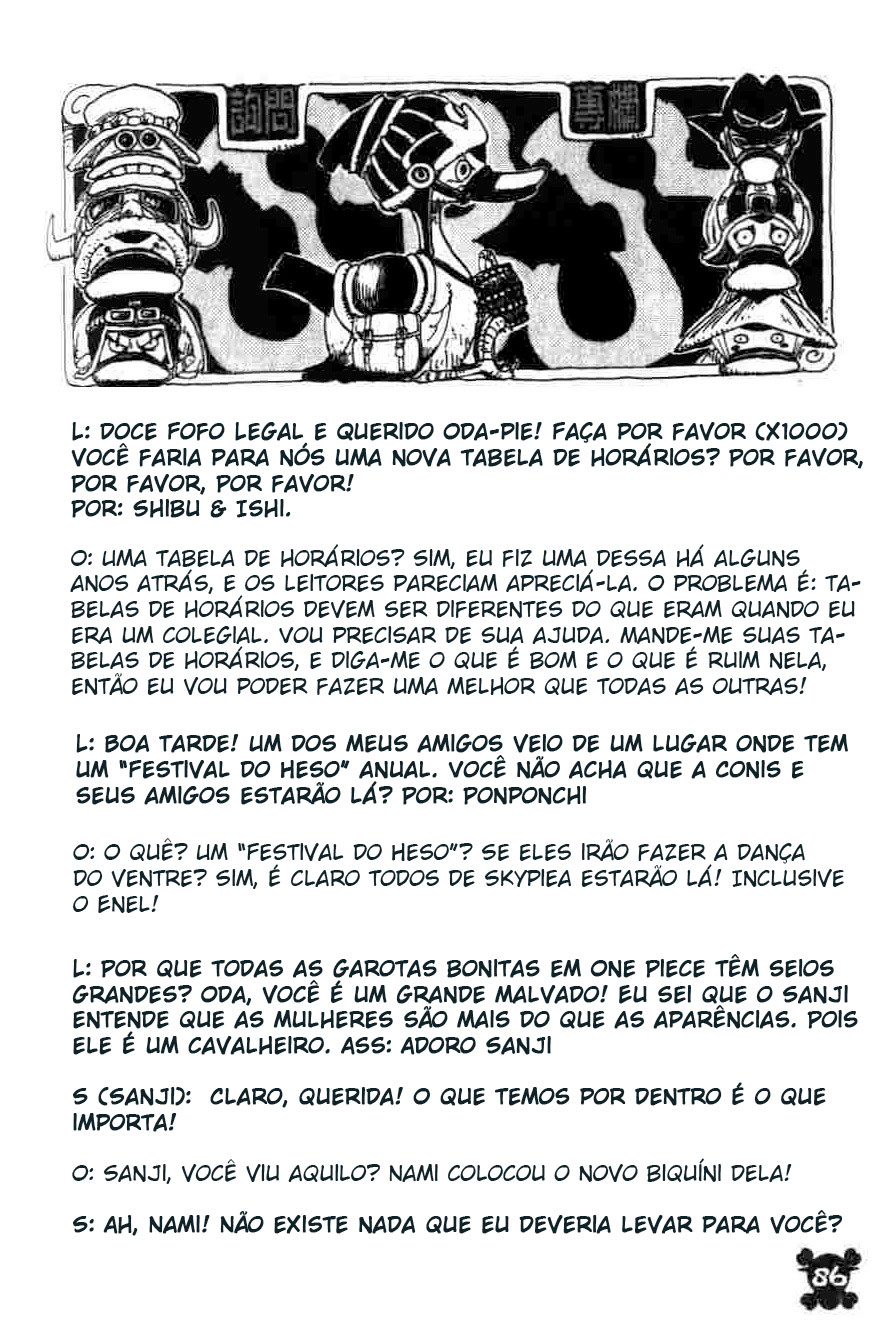 詢問
專欄
L: DOCE FOFO LEGAL E QUERIDO ODA-PIE! FAÇA POR FAVOR (X1000)
VOCÊ FARIA PARA NÓS UMA NOVA TABELA DE HORÁRIOS? POR FAVOR,
POR FAVOR, POR FAVOR!
POR: SHIBU & ISHI.
O: UMA TABELA DE HORÁRIOS? SIM, EU FIZ UMA DESSA HÁ ALGUNS
ANOS ATRÁS, E OS LEITORES PARECIAM APRECIÁ-LA. O PROBLEMA É: TA-
BELAS DE HORÁRIOS DEVEM SER DIFERENTES DO QUE ERAM QUANDO EU
ERA UM COLEGIAL. VOU PRECISAR DE SUA AJUDA. MANDE-ME SUAS TA-
BELAS DE HORÁRIOS, E DIGA-ME O QUE É BOM E O QUE É RUIM NELA,
ENTÃO EU VOU PODER FAZER UMA MELHOR QUE TODAS AS OUTRAS!
L: BOA TARDE! UM DOS MEUS AMIGOS VEIO DE UM LUGAR ONDE TEM
UM "FESTIVAL DO HESO" ANUAL. VOCÊ NÃO ACHA QUE A CONIS E
SEUS AMIGOS ESTARÃO LÁ? POR: PONPONCHI
O: O QUÊ? UM "FESTIVAL DO HESO"? SE ELES IRÃO FAZER A DANÇA
DO VENTRE? SIM, É CLARO TODOS DE SKYPIEA ESTARÃO LÁ! INCLUSIVE
O ENEL!
L: POR QUE TODAS AS GAROTAS BONITAS EM ONE PIECE TÊM SEIOS
GRANDES? ODA, VOCÊ É UM GRANDE MALVADO! EU SEI QUE O SANJI
ENTENDE QUE AS MULHERES SÃO MAIS DO QUE AS APARÊNCIAS. POIS
ELE É UM CAVALHEIRO. ASS: ADORO SANJI
S (SANJI): CLARO, QUERIDA! O QUE TEMOS POR DENTRO É O QUE
IMPORTA!
O: SANJI, VOCÊ VIU AQUILO? NAMI COLOCOU O NOVO BIQUÍNI DELA!
S: AH, NAMI! NÃO EXISTE NADA QUE EU DEVERIA LEVAR PARA VOCÊ?
86